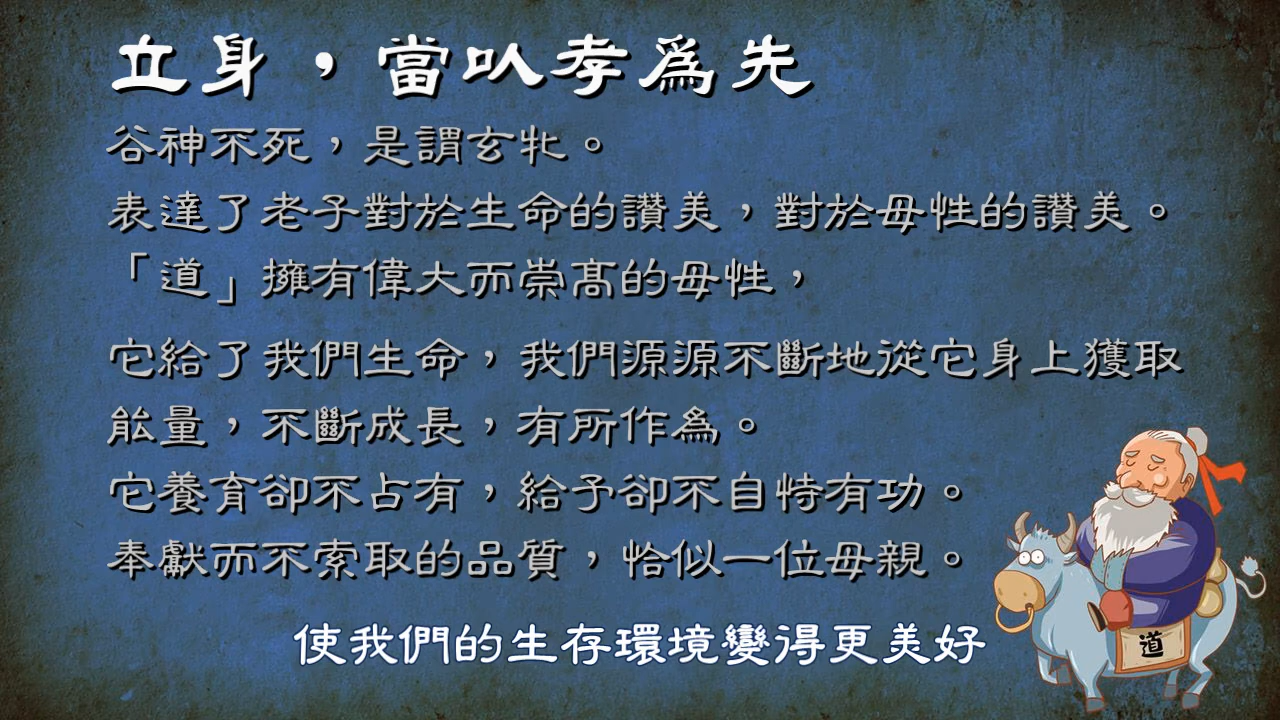 立身，當以孝為先
谷神不死，是謂玄牝。
表達了老子對於生命的讚美，對於母性的讚美。
「道」擁有偉大而崇高的母性，
它給了我們生命，我們源源不斷地從它身上獲取
能量，不斷成長，有所作為。
它養育卻不占有，給予卻不自恃有功。
奉獻而不索取的品質，恰似一位母親。
使我們的生存環境變得更美好
道